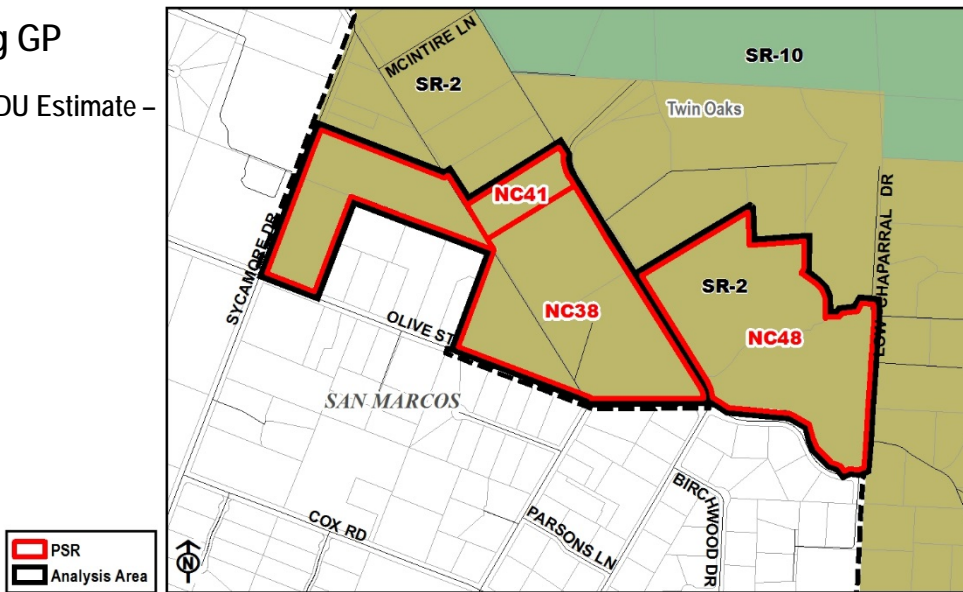 g GP
DU Estimate –
MCINTIRE LN
SR-2
SR-10
Twin Oaks
NC41
SYCAMORE DR
CHAPARRAL DR
SR-2
NC38
NC48
OLIVE ST
SAN MARCOS
BIRCHWOOD DR
PARSONS LN
COX RD
PSR
Analysis Area
N